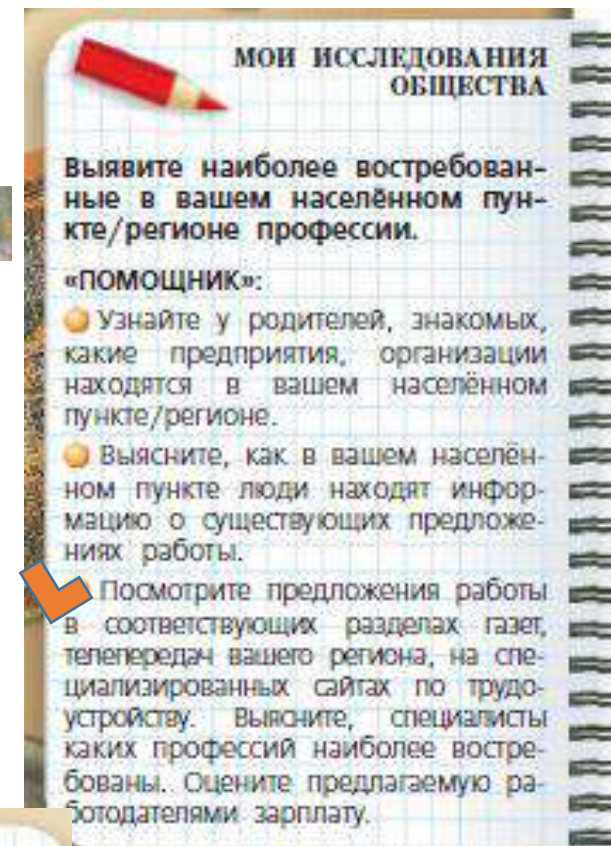 МОИ ИССЛЕДОВАНИЯ
ОБЩЕСТВА
Выявите наиболее востребован-
ные в вашем населённом пун-
кте/регионе профессии.
«ПОМОЩНИК»:
Узнайте у родителей, знакомых,
какие предприятия, организации
находятся в вашем населённом
пункте/регионе.
Выясните, как в вашем населён-
ном пункте люди находят инфор-
мацию о существующих предложе-
ниях работы.
Посмотрите предложения работы
в соответствующих разделах газет,
телепередач вашего региона, на спе-
циализированных сайтах по трудо-
устройству. Выясните, специалисты
каких профессий наиболее востре-
бованы. Оцените предлагаемую ра-
ботодателями зарплату.